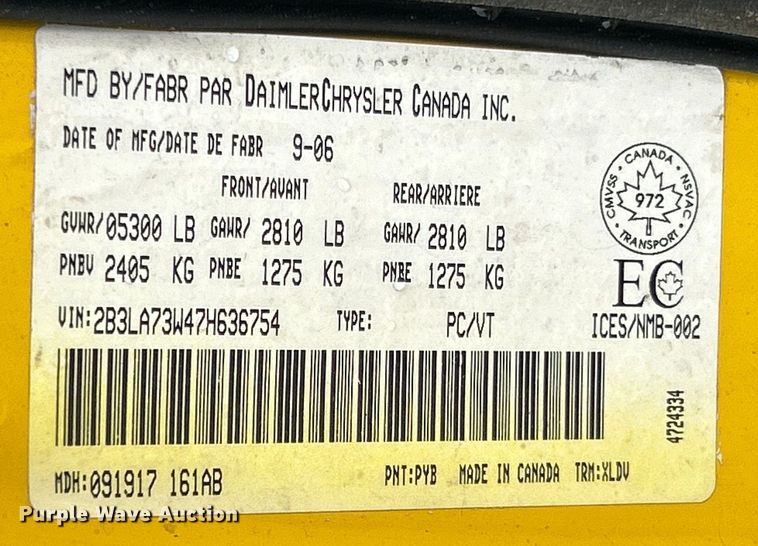 MFD BY/FABR PAR DAIMLERCHRYSLER CANADA INC.
DATE OF MFG/DATE DE FABR 9-06
FRONT/AVANT REAR/ARRIERE
GVWR/05300 LB GAWR/ 2810 LB GAWR/ 2810 LB
PNBV 2405 KG PNBE 1275 KG PNBE 1275 KG
VIN:2B3LA73W47H636754 TYPE: PC/VT
CANADA
CMVSS NSVAC
972
TRANSPORT
EC
ICES/NMB-002
4724334
MDH:091917 161AB PNT:PYB MADE IN CANADA TRM:XLDV
Purple Wave Auction